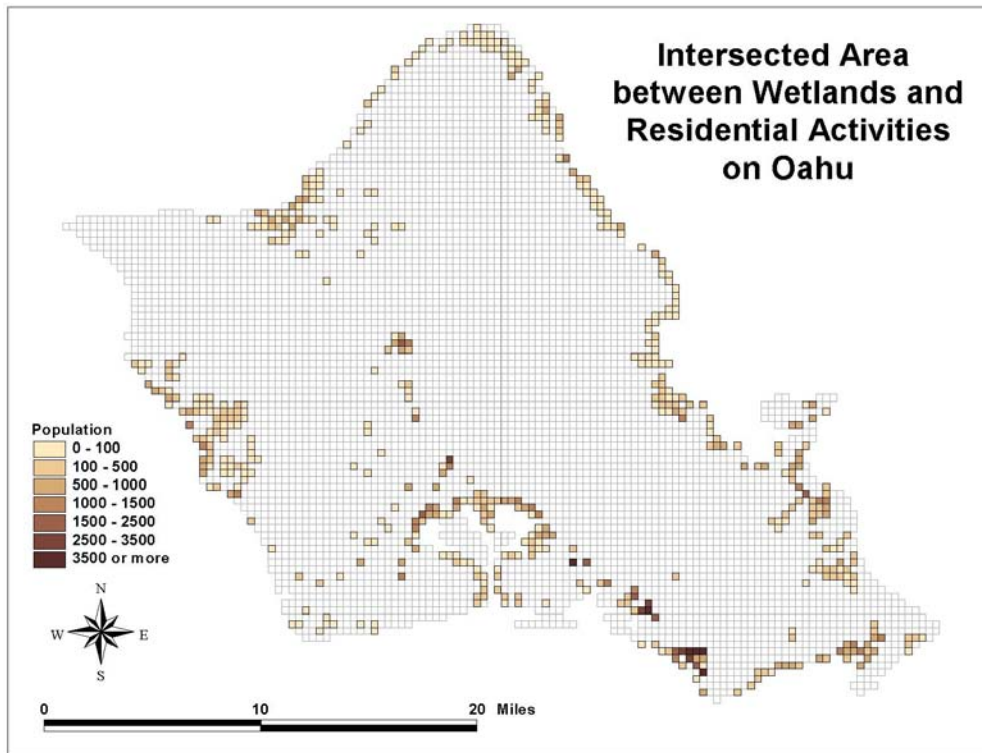 Intersected Area
between Wetlands and
Residential Activities
on Oahu
Population
0 - 100
100 - 500
500 - 1000
1000 - 1500
1500 - 2500
2500 - 3500
3500 or more
N
W E
S
0 10 20 Miles